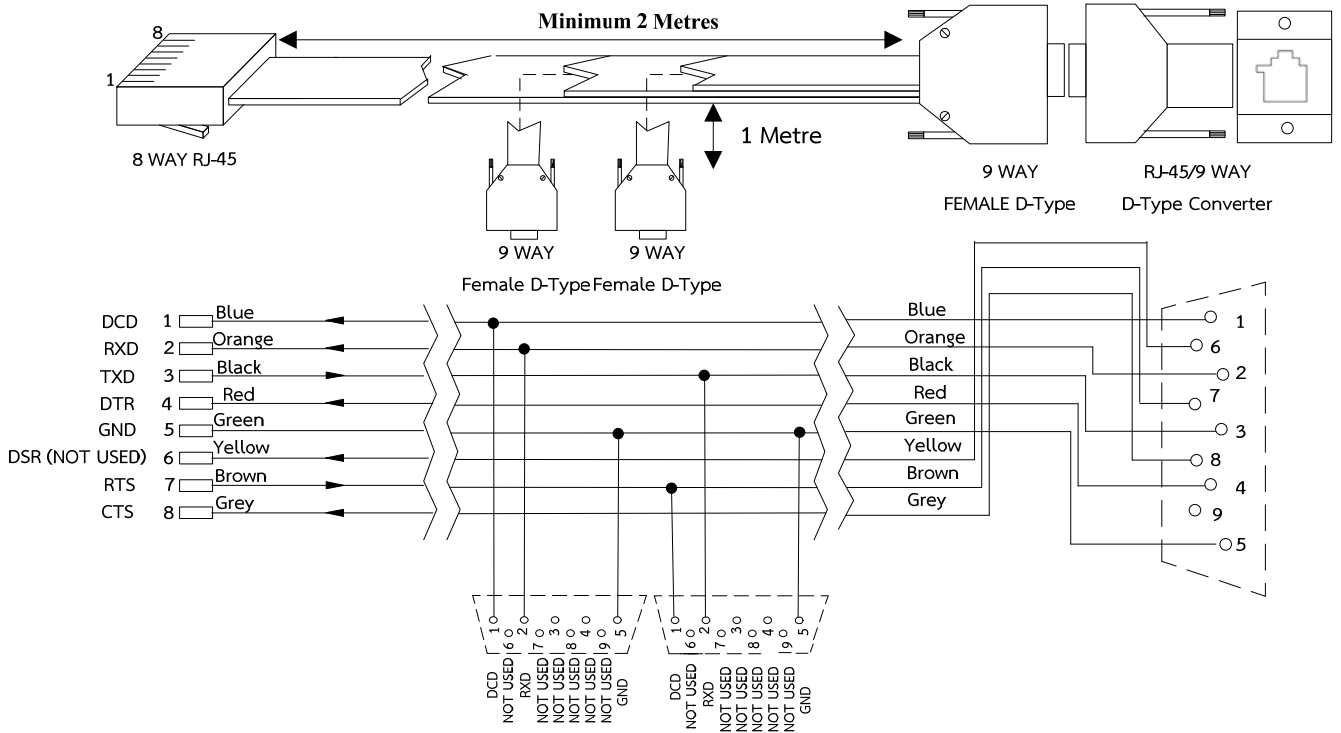 Minimum 2 Metres
8
1
8 WAY RJ-45
1 Metre
9 WAY
FEMALE D-Type
RJ-45/9 WAY
D-Type Converter
9 WAY
Female D-Type
9 WAY
Female D-Type
DCD 1 Blue
RXD 2 Orange
TXD 3 Black
DTR 4 Red
GND 5 Green
DSR (NOT USED) 6 Yellow
RTS 7 Brown
CTS 8 Grey
Blue
Orange
Black
Red
Green
Yellow
Brown
Grey
1
6
2
7
3
8
4
9
5
1 6 2 7 3 8 4 9 5
DCD
NOT USED
RXD
NOT USED
NOT USED
NOT USED
NOT USED
NOT USED
GND
1 6 2 7 3 8 4 9 5
DCD
NOT USED
RXD
NOT USED
NOT USED
NOT USED
NOT USED
NOT USED
GND